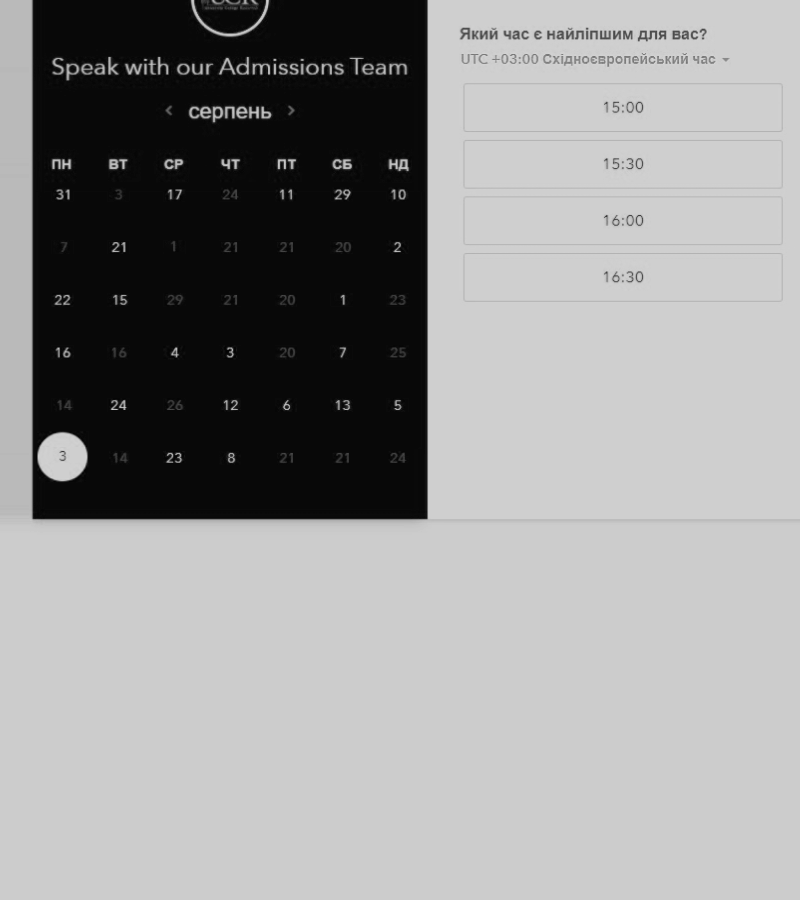 Speak with our Admissions Team
серпень
ПН ВТ СР ЧТ ПТ СБ НД
31 3 17 24 11 29 10
7 21 1 21 21 20 2
22 15 29 21 20 1 23
16 16 4 3 20 7 25
14 24 26 12 6 13 5
3 14 23 8 21 21 24
Який час є найліпшим для вас?
UTC +03:00 Східноєвропейський час
15:00
15:30
16:00
16:30